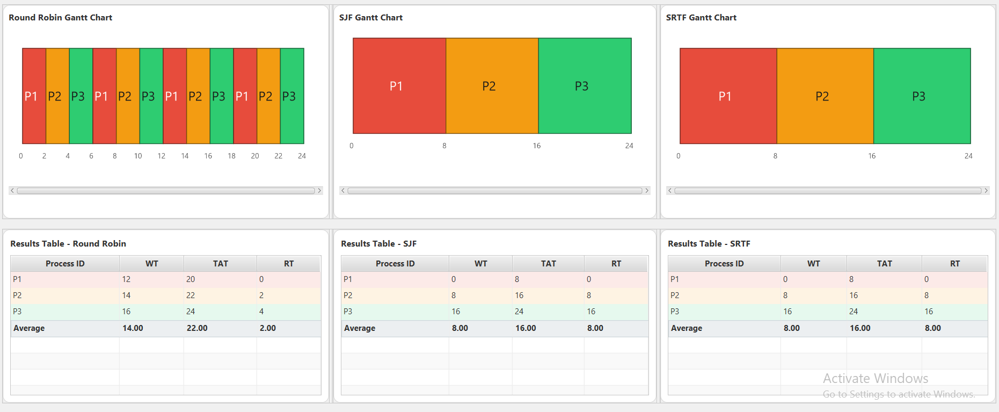 Round Robin Gantt Chart
P1 P2 P3 P1 P2 P3 P1 P2 P3 P1 P2 P3
0 2 4 6 8 10 12 14 16 18 20 22 24
SJF Gantt Chart
P1 P2 P3
0 8 16 24
SRTF Gantt Chart
P1 P2 P3
0 8 16 24
Results Table - Round Robin
Process ID WT TAT RT
P1 12 20 0
P2 14 22 2
P3 16 24 4
Average 14.00 22.00 2.00
Results Table - SJF
Process ID WT TAT RT
P1 0 8 0
P2 8 16 8
P3 16 24 16
Average 8.00 16.00 8.00
Results Table - SRTF
Process ID WT TAT RT
P1 0 8 0
P2 8 16 8
P3 16 24 16
Average 8.00 16.00 8.00
Activate Windows
Go to Settings to activate Windows.